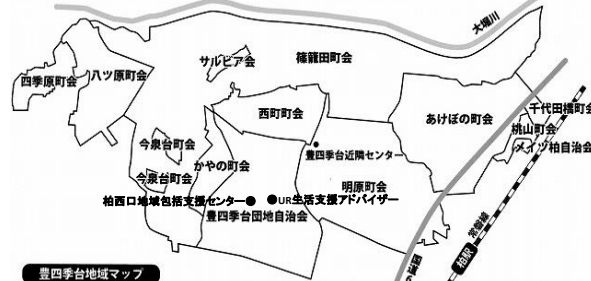 大堀川
サルビア会
篠籠田町会
四季原町会
八ツ原町会
西町町会
あけぼの町会
千代田橋町会
桃山町会
メイツ柏自治会
今泉台町会
豊四季台近隣センター
かやの町会
今泉台町会
明原町会
柏西口地域包括支援センター
UR生活支援アドバイザー
豊四季台団地自治会
常磐線
柏駅
豊四季台地域マップ